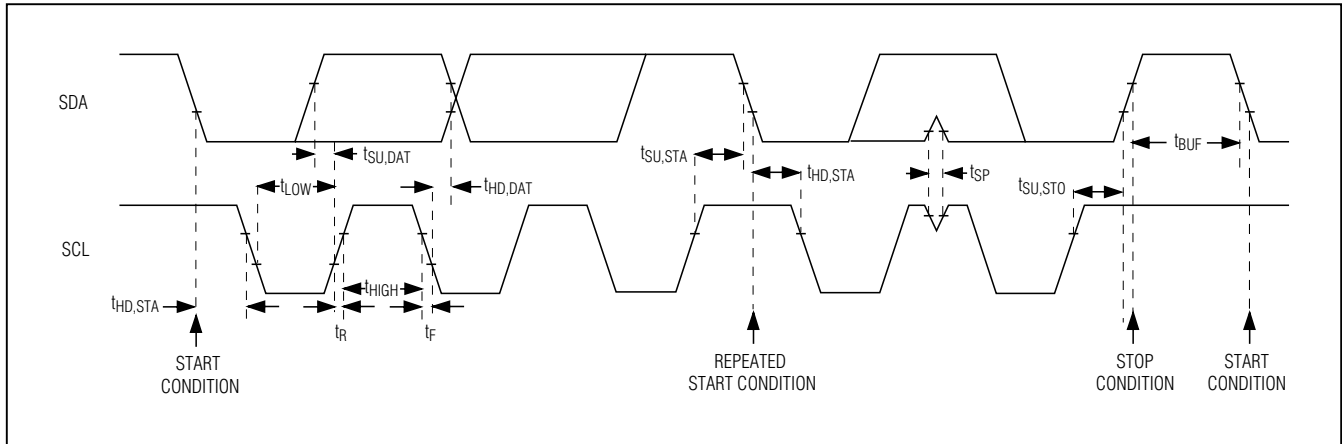 SDA
tSU,DAT
tSU,STA
tBUF
tLOW
tHD,DAT
tHD,STA
tSP
tSU,STO
SCL
tHD,STA
tHIGH
tR
tF
START
CONDITION
REPEATED
START CONDITION
STOP
CONDITION
START
CONDITION